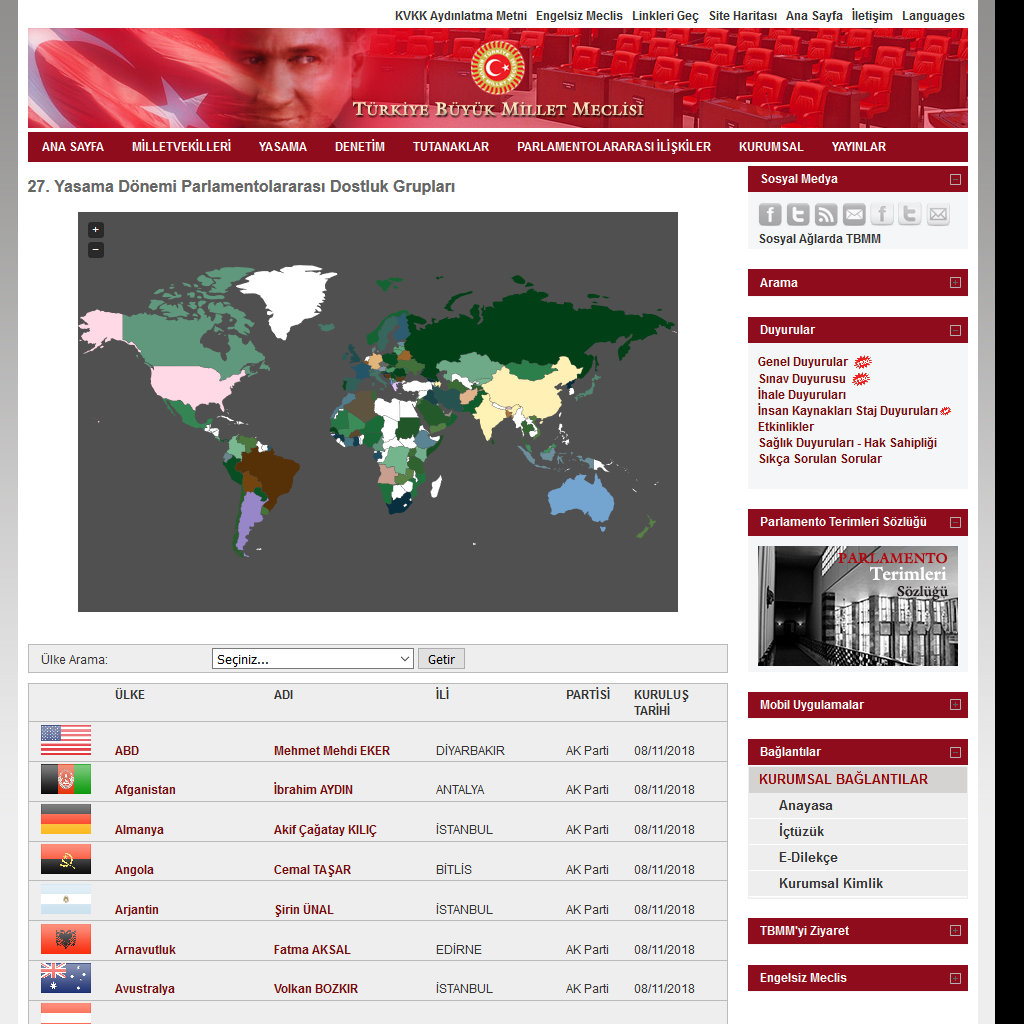 KVKK Aydınlatma Metni Engelsiz Meclis Linkleri Geç Site Haritası Ana Sayfa İletişim Languages
TÜRKİYE BÜYÜK MİLLET MECLİSİ
ANA SAYFA MİLLETVEKİLLERİ YASAMA DENETİM TUTANAKLAR PARLAMENTOLARARASI İLİŞKİLER KURUMSAL YAYINLAR
27. Yasama Dönemi Parlamentolararası Dostluk Grupları
+
−
Ülke Arama: Seçiniz... Getir
ÜLKE ADI İLİ PARTİSİ KURULUŞ
TARİHİ
ABD Mehmet Mehdi EKER DİYARBAKIR AK Parti 08/11/2018
Afganistan İbrahim AYDIN ANTALYA AK Parti 08/11/2018
Almanya Akif Çağatay KILIÇ İSTANBUL AK Parti 08/11/2018
Angola Cemal TAŞAR BİTLİS AK Parti 08/11/2018
Arjantin Şirin ÜNAL İSTANBUL AK Parti 08/11/2018
Arnavutluk Fatma AKSAL EDİRNE AK Parti 08/11/2018
Avustralya Volkan BOZKIR İSTANBUL AK Parti 08/11/2018
Sosyal Medya
Sosyal Ağlarda TBMM
Arama
Duyurular
Genel Duyurular
Sınav Duyurusu
İhale Duyuruları
İnsan Kaynakları Staj Duyuruları
Etkinlikler
Sağlık Duyuruları - Hak Sahipliği
Sıkça Sorulan Sorular
Parlamento Terimleri Sözlüğü
PARLAMENTO
Terimleri
Sözlüğü
Mobil Uygulamalar
Bağlantılar
KURUMSAL BAĞLANTILAR
Anayasa
İçtüzük
E-Dilekçe
Kurumsal Kimlik
TBMM'yi Ziyaret
Engelsiz Meclis